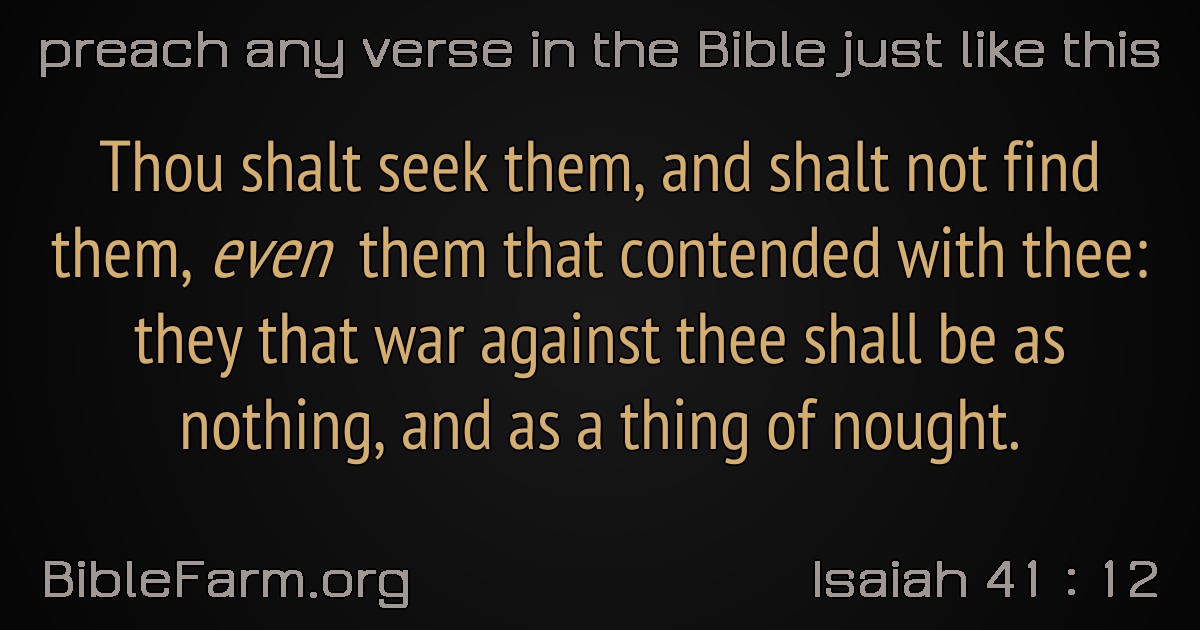 preach any verse in the Bible just like this
Thou shalt seek them, and shalt not find
them, even them that contended with thee:
they that war against thee shall be as
nothing, and as a thing of nought.
BibleFarm.org
Isaiah 41 : 12